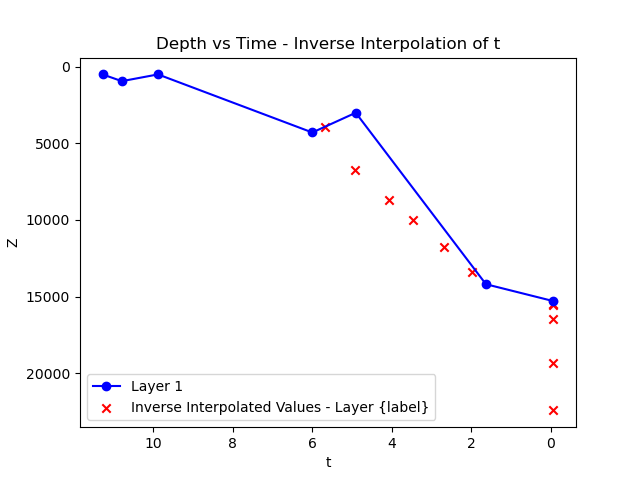 Depth vs Time - Inverse Interpolation of t
0
5000
10000
15000
20000
Z
Layer 1
Inverse Interpolated Values - Layer {label}
10 8 6 4 2 0
t